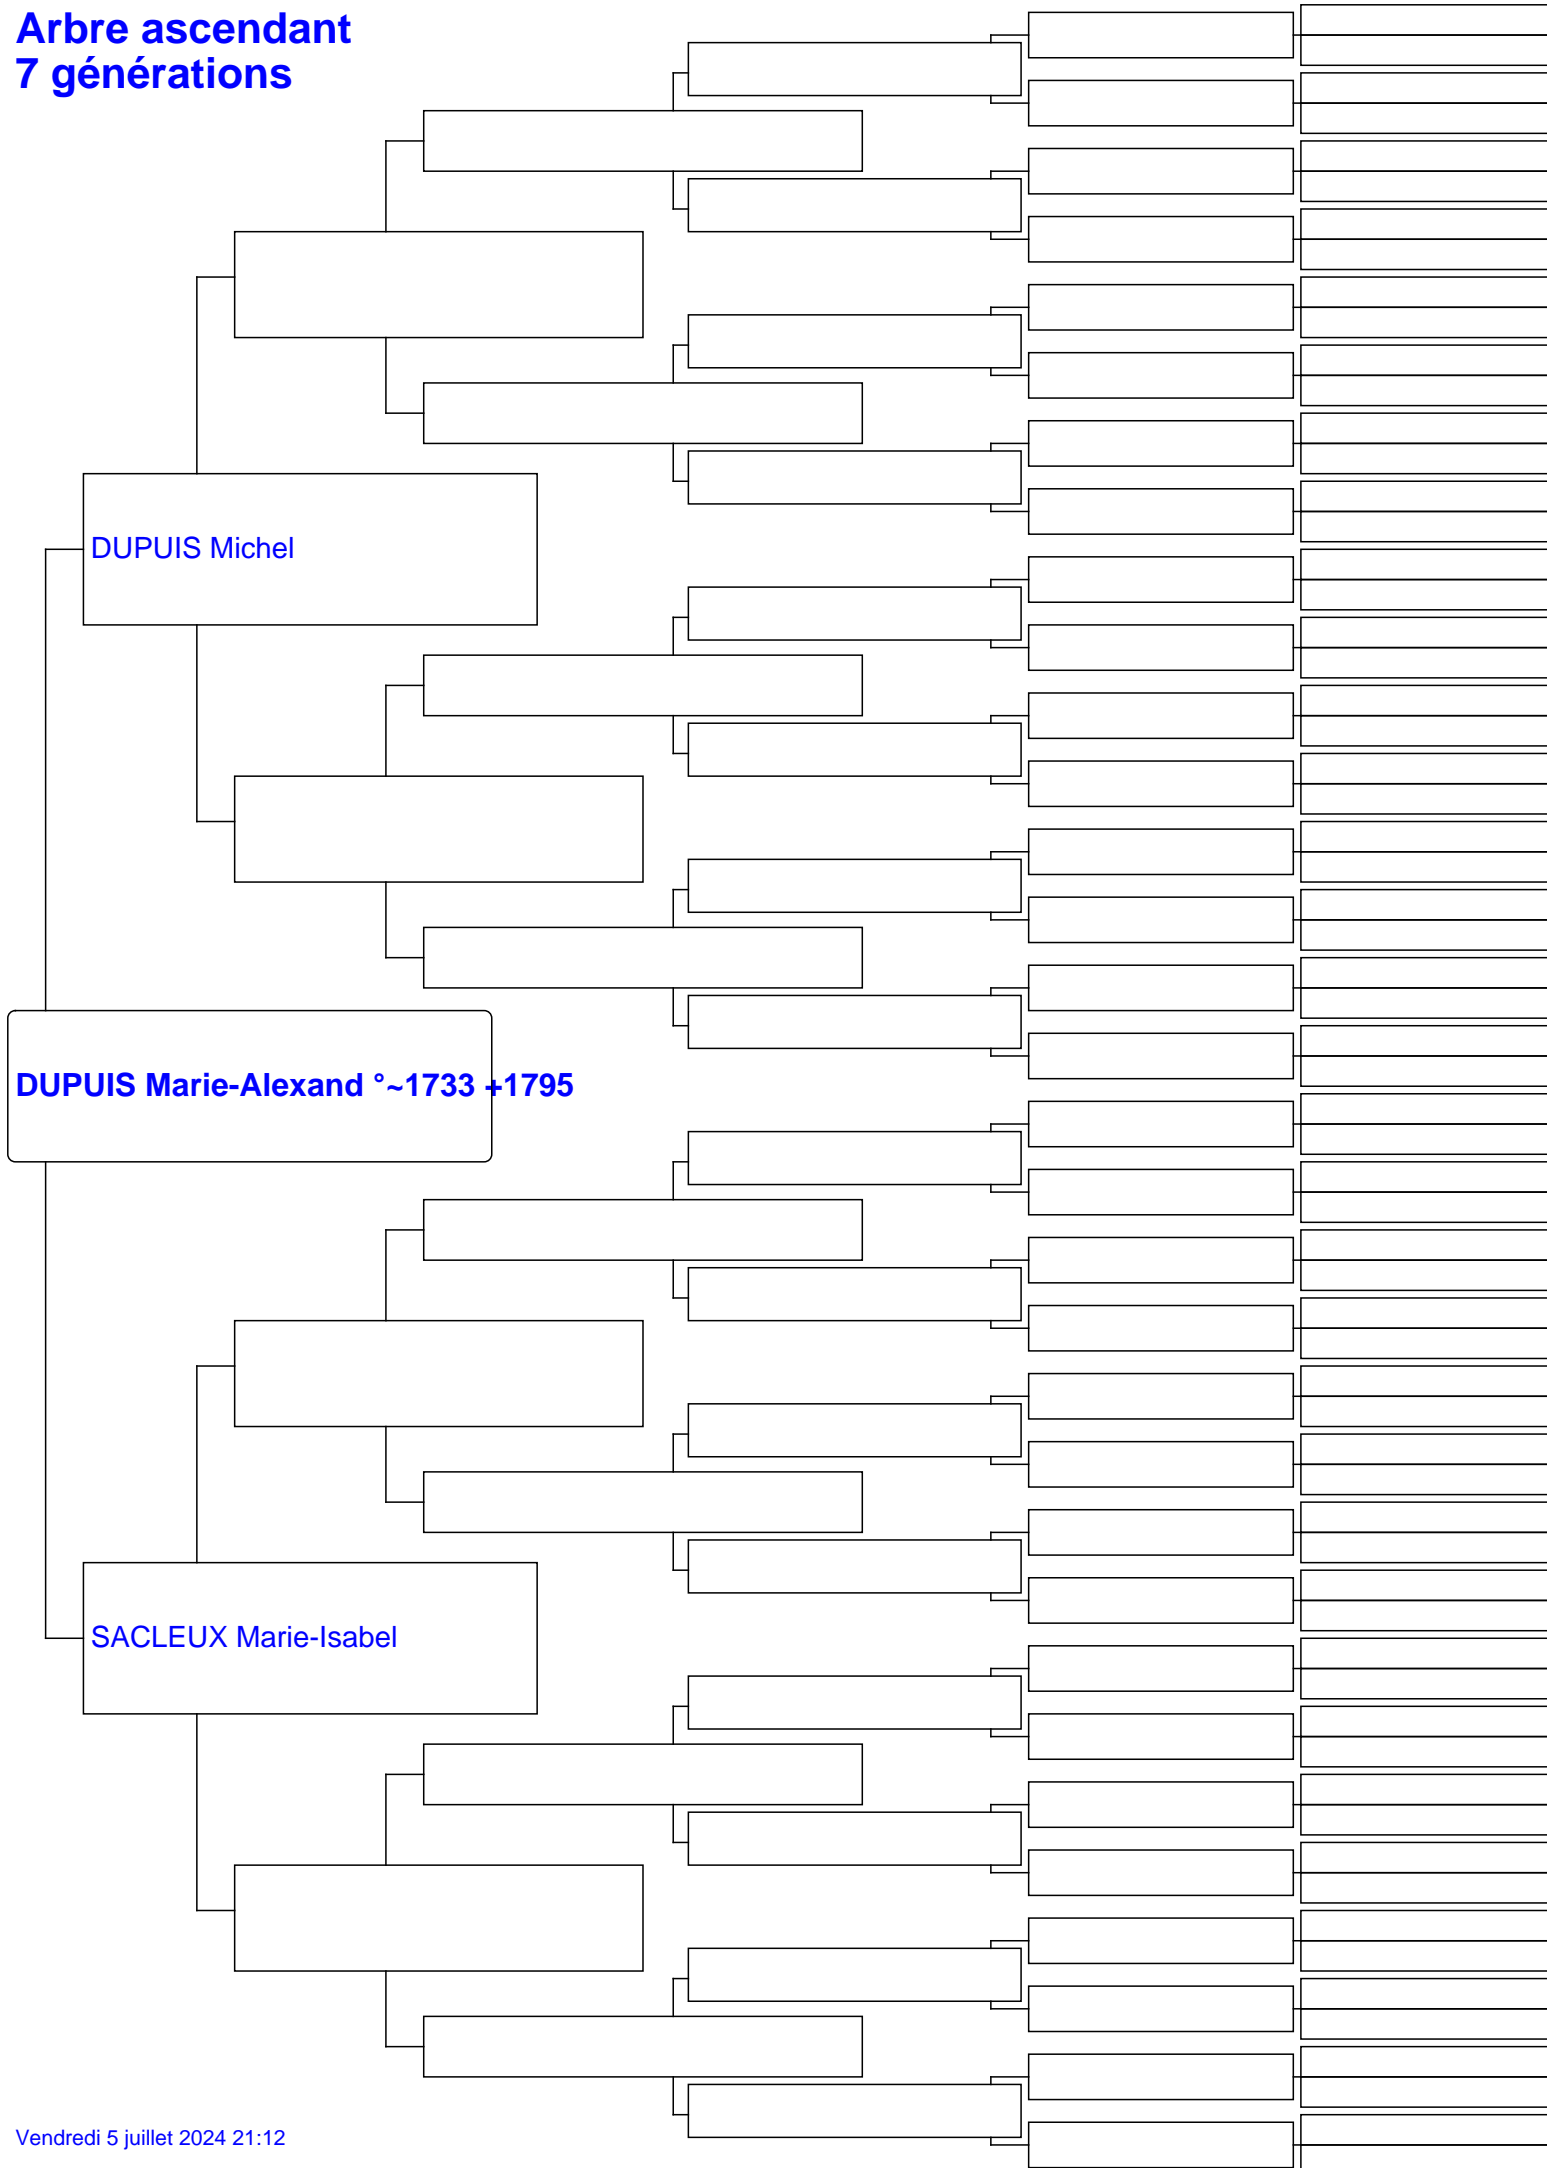 Arbre ascendant
7 générations
DUPUIS Michel
DUPUIS Marie-Alexand °~1733 +1795
SACLEUX Marie-Isabel
Vendredi 5 juillet 2024 21:12